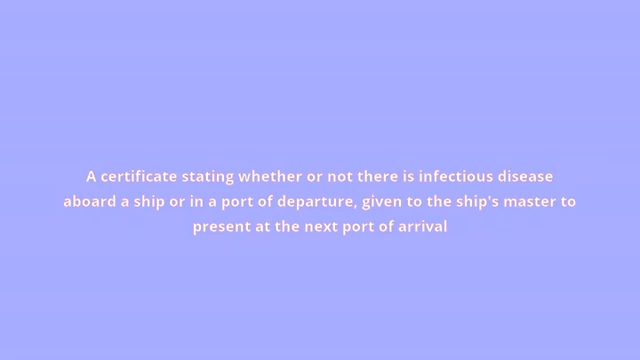 A certificate stating whether or not there is infectious disease
aboard a ship or in a port of departure, given to the ship's master to
present at the next port of arrival